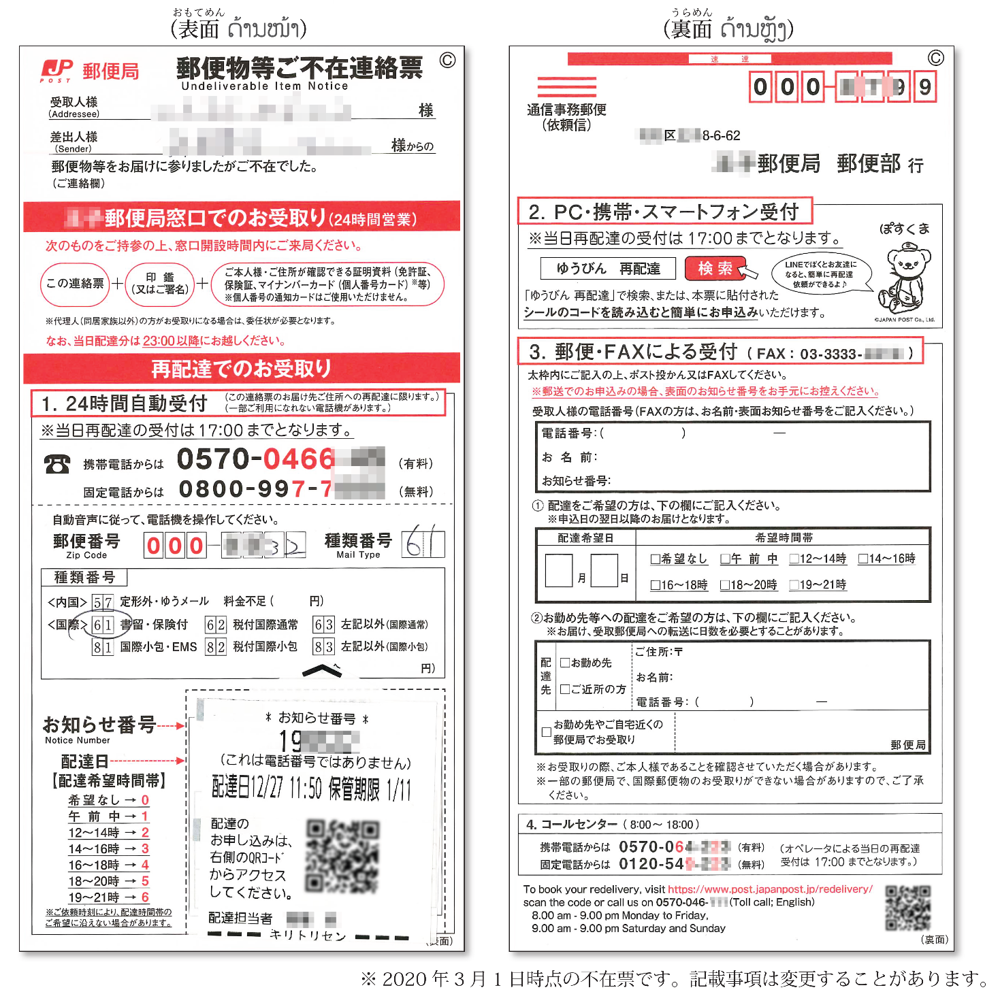 おもてめん
(表面 ດ້ານໜ້າ)
JP
POST
郵便局
郵便物等ご不在連絡票
Undeliverable Item Notice
Ⓒ
受取人様
(Addressee)
様
差出人様
(Sender)
様からの
郵便物等をお届けに参りましたがご不在でした。
(ご連絡欄)
郵便局窓口でのお受取り(24時間営業)
次のものをご持参の上、窓口開設時間内にご来局ください。
この連絡票
+
印 鑑
(又はご署名)
+
ご本人様・ご住所が確認できる証明資料(免許証、
保険証、マイナンバーカード(個人番号カード)※等)
※個人番号の通知カードはご使用いただけません。
※代理人(同居家族以外)の方がお受取りになる場合は、委任状が必要となります。
なお、当日配達分は23:00以降にお越しください。
再配達でのお受取り
1. 24時間自動受付
(この連絡票のお届け先ご住所への再配達に限ります。)
(一部ご利用になれない電話機があります。)
※当日再配達の受付は17:00までとなります。
携帯電話からは 0570-0466 (有料)
固定電話からは 0800-997-7 (無料)
自動音声に従って、電話機を操作してください。
郵便番号
Zip Code
000- 32
種類番号
Mail Type
61
種類番号
<内国> 57 定形外・ゆうメール 料金不足( 円)
<国際> 61 書留・保険付 62 税付国際通常 63 左記以外(国際通常)
81 国際小包・EMS 82 税付国際小包 83 左記以外(国際小包)
円)
お知らせ番号
Notice Number
配達日
【配達希望時間帯】
希望なし → 0
午 前 中 → 1
12〜14時 → 2
14〜16時 → 3
16〜18時 → 4
18〜20時 → 5
19〜21時 → 6
※ご依頼時刻により、配達時間帯の
ご希望に沿えない場合があります。
* お知らせ番号 *
19
(これは電話番号ではありません)
配達日12/27 11:50 保管期限 1/11
配達の
お申し込みは、
右側のQRコード
からアクセス
してください。
配達担当者
キリトリセン
(表面)
うらめん
(裏面 ດ້ານຫຼັງ)
速 達
Ⓒ
000- 99
通信事務郵便
(依頼信)
区 8-6-62
郵便局 郵便部 行
2. PC・携帯・スマートフォン受付
※当日再配達の受付は17:00までとなります。
ぽすくま
ゆうびん 再配達
検索
LINEでぼくとお友達に
なると、簡単に再配達
依頼ができるよ♪
「ゆうびん 再配達」で検索、または、本票に貼付された
シールのコードを読み込むと簡単にお申込みいただけます。
©JAPAN POST Co., Ltd.
3. 郵便・FAXによる受付 ( FAX : 03-3333- )
太枠内にご記入の上、ポスト投かん又はFAXしてください。
※郵送でのお申込みの場合、表面のお知らせ番号をお手元にお控えください。
受取人様の電話番号(FAXの方は、お名前・表面お知らせ番号をご記入ください。)
電話番号:( ) ー
お 名 前:
お知らせ番号:
① 配達をご希望の方は、下の欄にご記入ください。
※申込日の翌日以降のお届けとなります。
配達希望日 希望時間帯
月 日
□希望なし □午 前 中 □12〜14時 □14〜16時
□16〜18時 □18〜20時 □19〜21時
②お勤め先等への配達をご希望の方は、下の欄にご記入ください。
※お届け、受取郵便局への転送に日数を必要とすることがあります。
配達先
□お勤め先
□ご近所の方
ご住所:〒
お名前:
電話番号: ( ) ー
□お勤め先やご自宅近くの
郵便局でお受取り
郵便局
※お受取りの際、ご本人様であることを確認させていただく場合があります。
※一部の郵便局で、国際郵便物のお受取りができない場合がありますので、ご了承
ください。
4. コールセンター ( 8:00〜 18:00 )
携帯電話からは 0570-06 (有料)
固定電話からは 0120-54 (無料)
(オペレータによる当日の再配達
受付は 17:00 までとなります。)
To book your redelivery, visit https://www.post.japanpost.jp/redelivery/
scan the code or call us on 0570-046- (Toll call; English)
8.00 am - 9.00 pm Monday to Friday,
9.00 am - 9.00 pm Saturday and Sunday
(裏面)
※ 2020 年 3 月 1 日時点の不在票です。記載事項は変更することがあります。